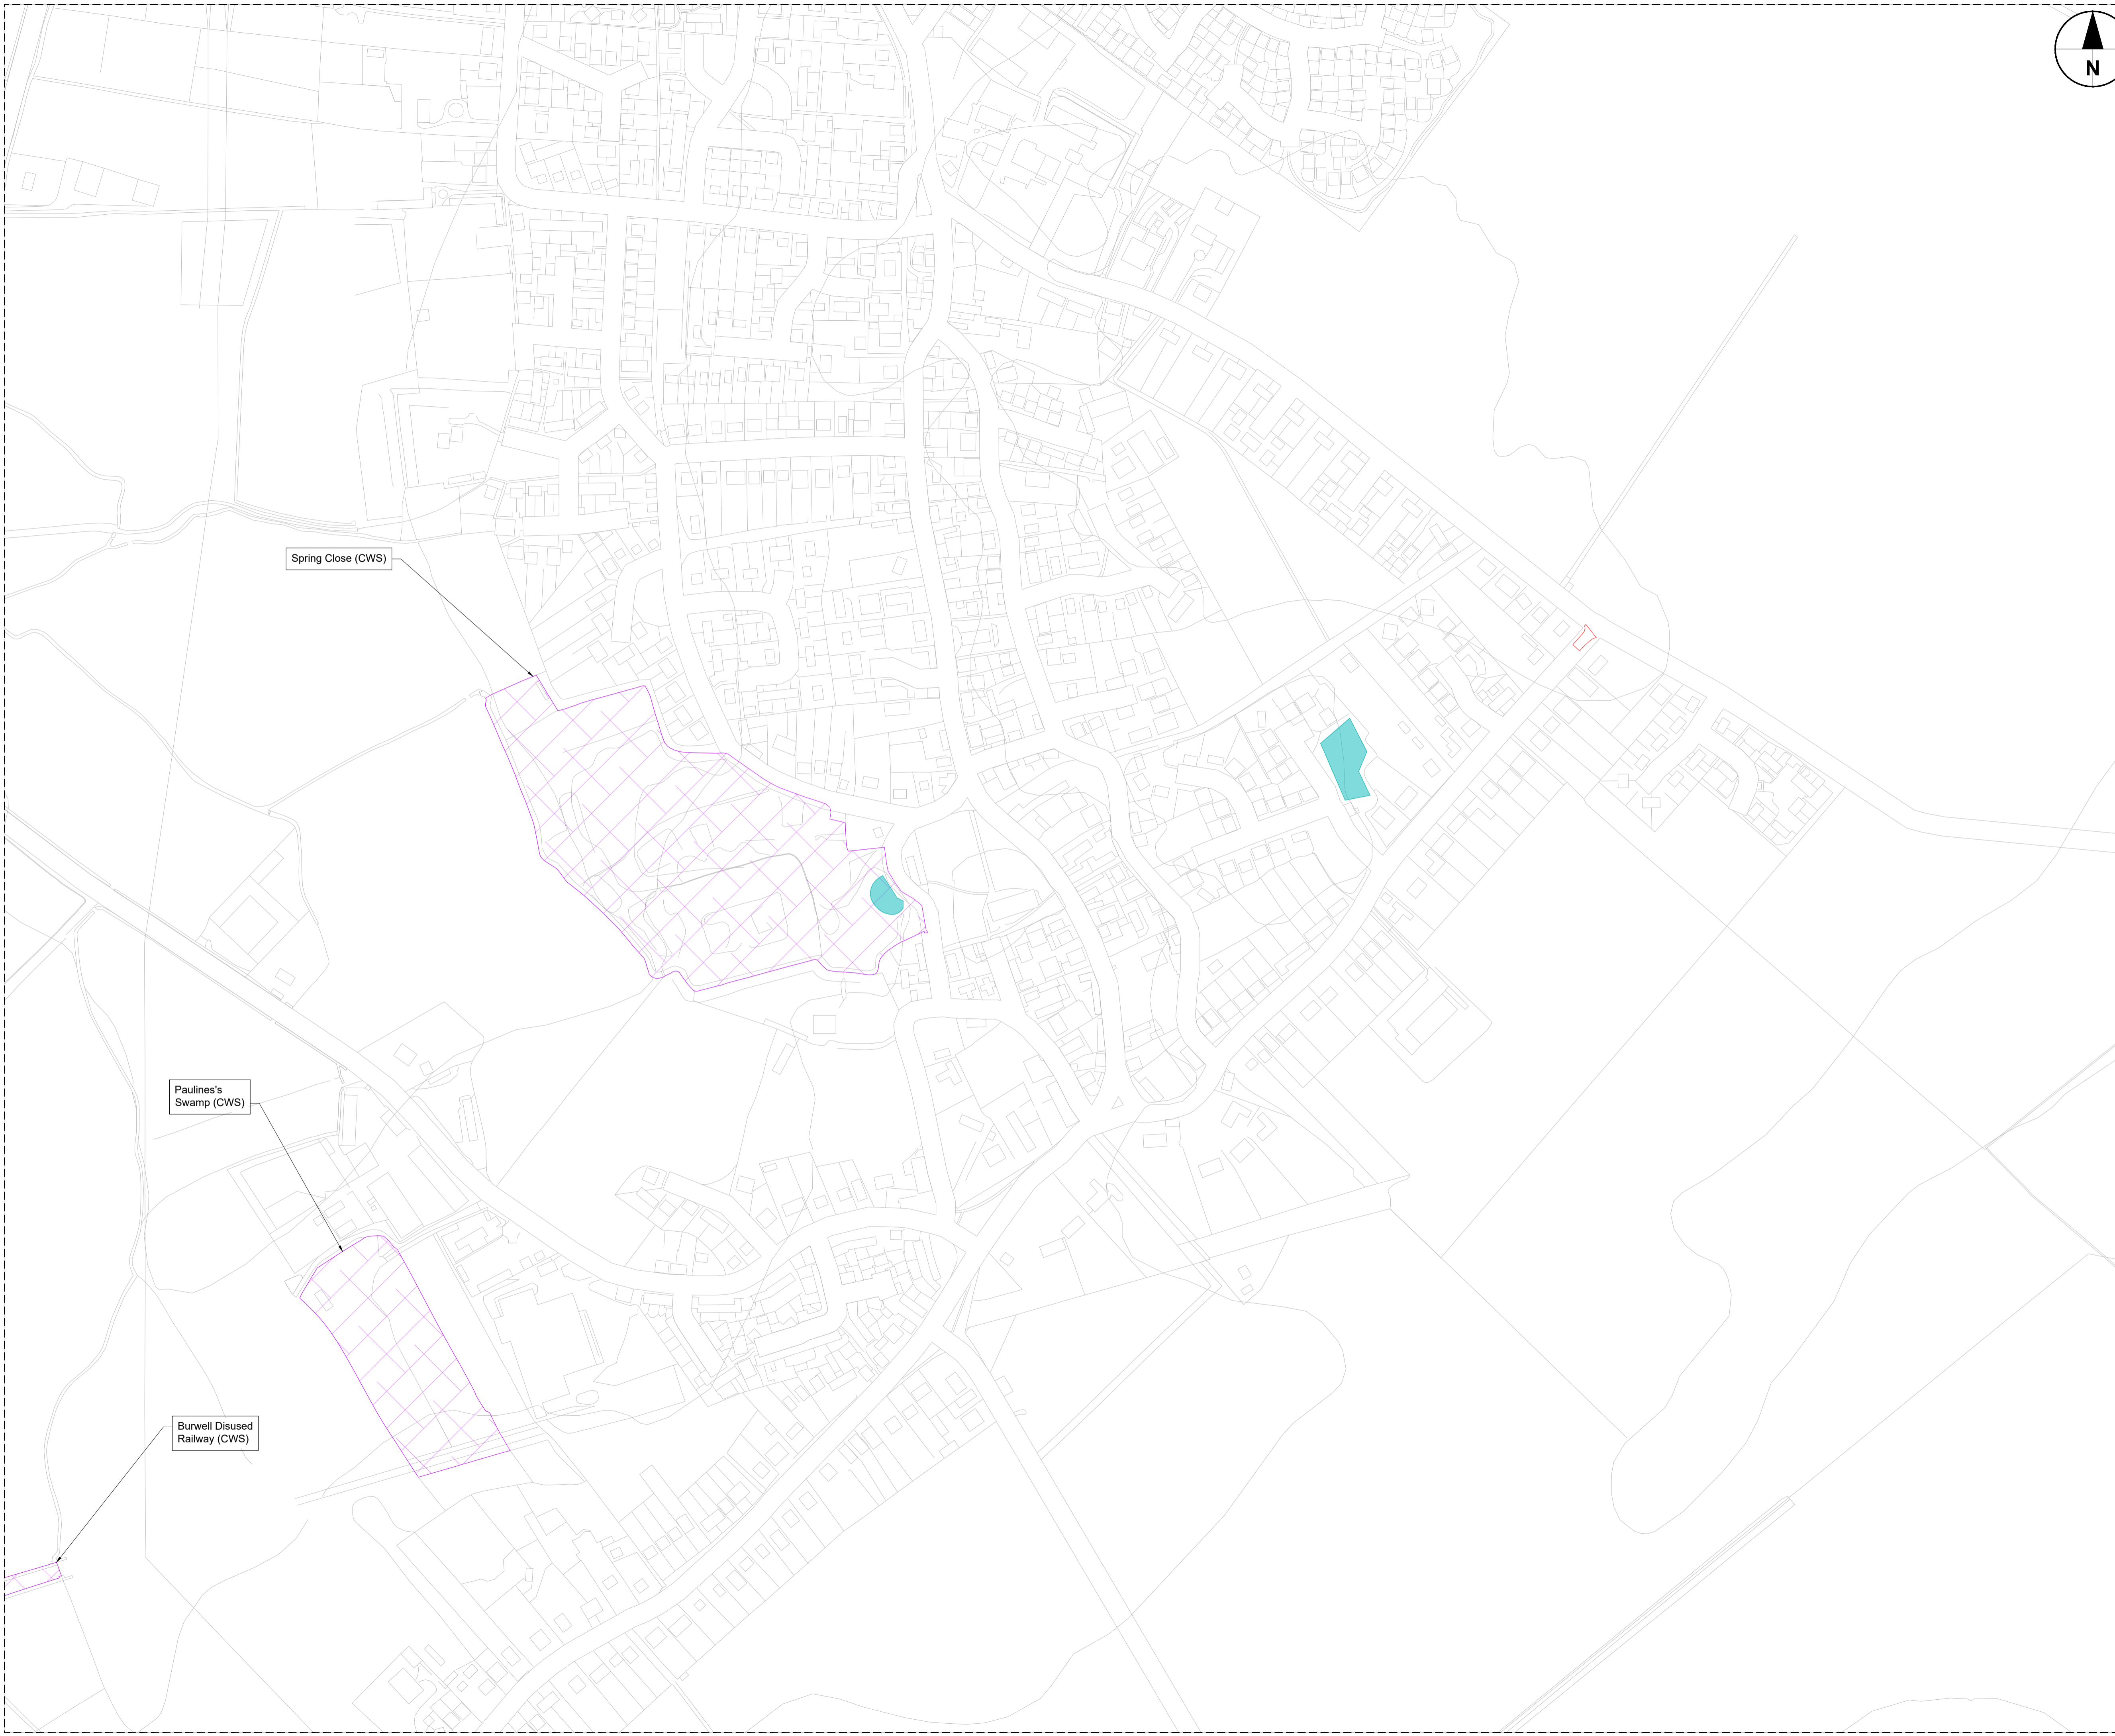 N
Spring Close (CWS)
Paulines's
Swamp (CWS)
Burwell Disused
Railway (CWS)